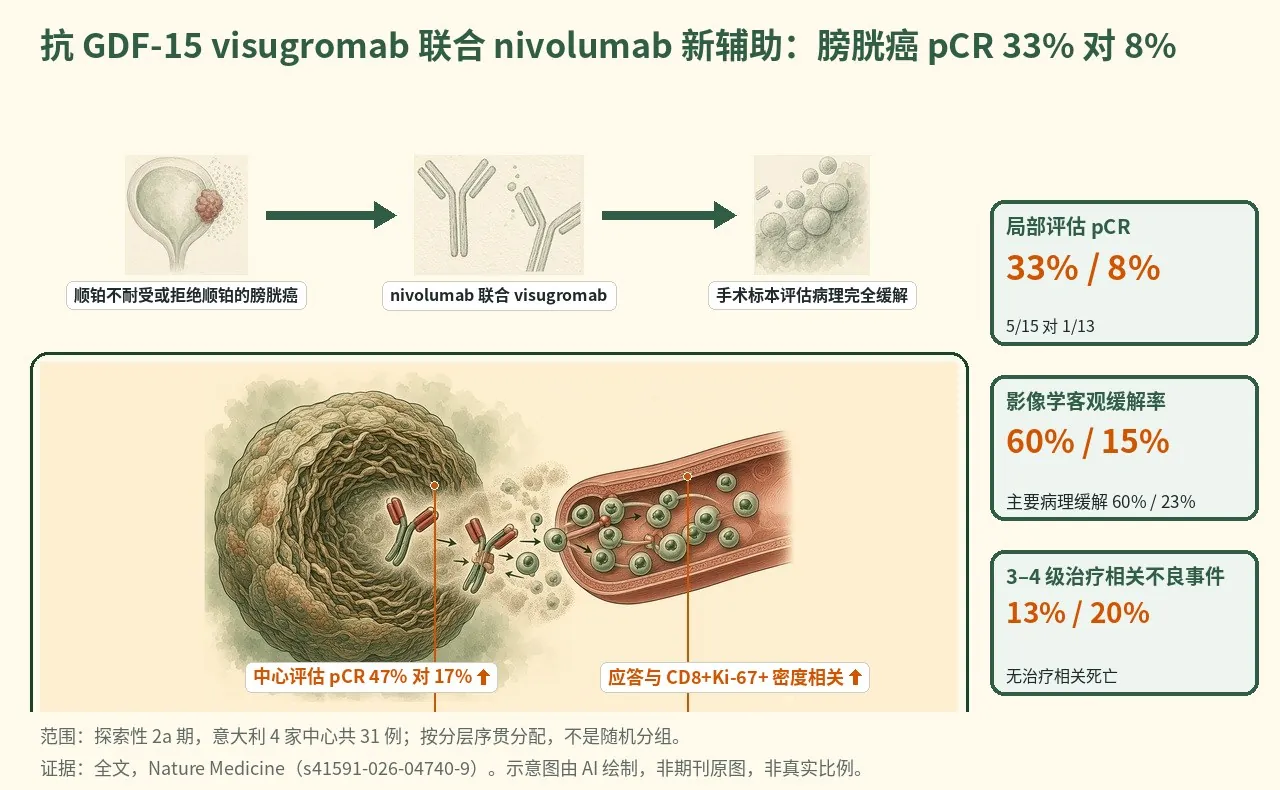 抗 GDF-15 visugromab 联合 nivolumab 新辅助：膀胱癌 pCR 33% 对 8%
顺铂不耐受或拒绝顺铂的膀胱癌
nivolumab 联合 visugromab
手术标本评估病理完全缓解
局部评估 pCR
33% / 8%
5/15 对 1/13
影像学客观缓解率
60% / 15%
主要病理缓解 60% / 23%
3–4 级治疗相关不良事件
13% / 20%
无治疗相关死亡
中心评估 pCR 47% 对 17% ⬆
应答与 CD8+Ki-67+ 密度相关 ⬆
范围：探索性 2a 期，意大利 4 家中心共 31 例；按分层序贯分配，不是随机分组。
证据：全文，Nature Medicine（s41591-026-04740-9）。示意图由 AI 绘制，非期刊原图，非真实比例。